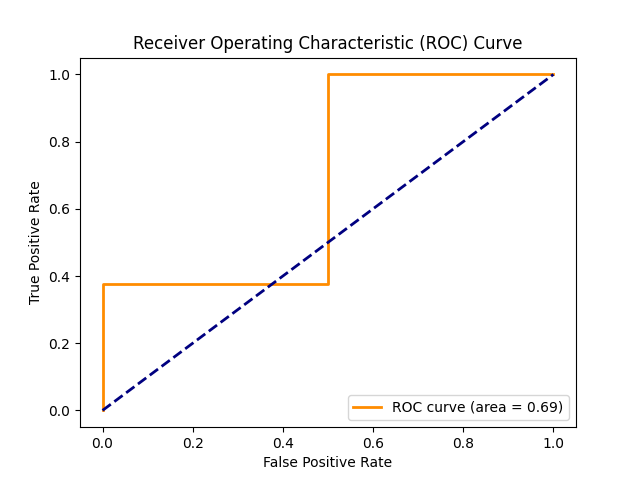 Receiver Operating Characteristic (ROC) Curve
1.0
0.8
0.6
0.4
0.2
0.0
True Positive Rate
ROC curve (area = 0.69)
0.0 0.2 0.4 0.6 0.8 1.0
False Positive Rate